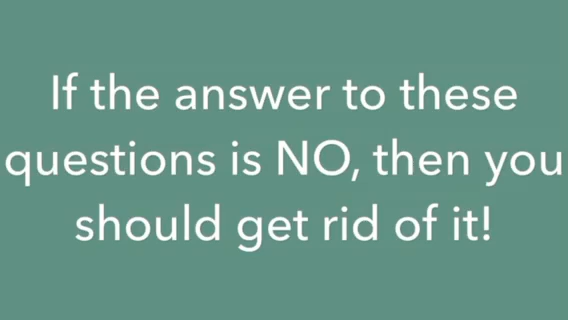 If the answer to these
questions is NO, then you
should get rid of it!